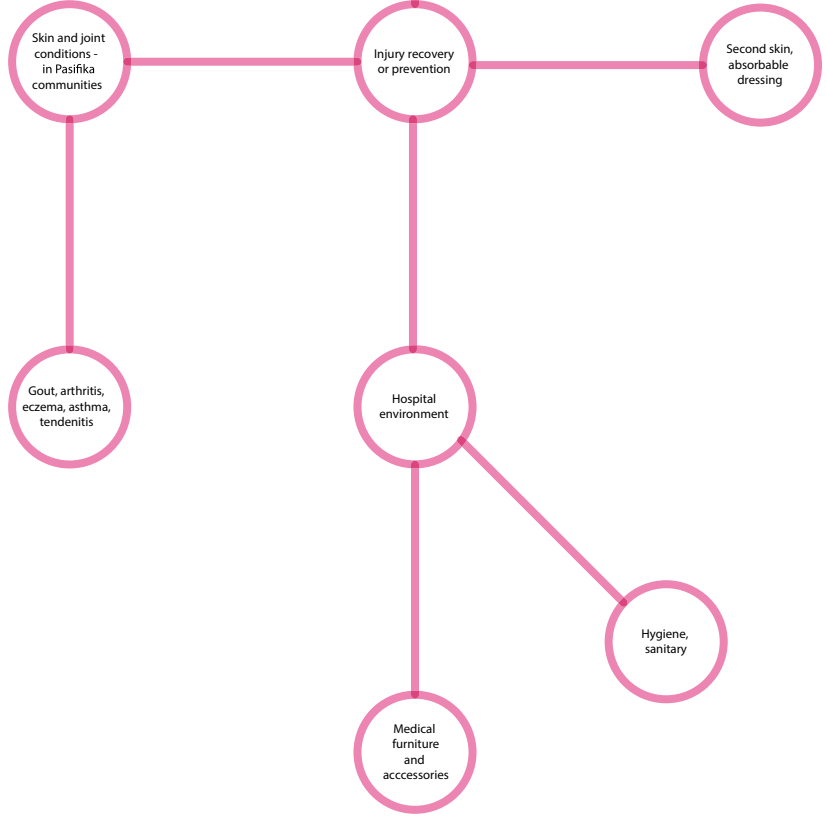 Skin and joint
conditions -
in Pasifika
communities
Injury recovery
or prevention
Second skin,
absorbable
dressing
Gout, arthritis,
eczema, asthma,
tendenitis
Hospital
environment
Hygiene,
sanitary
Medical
furniture
and
acccessories